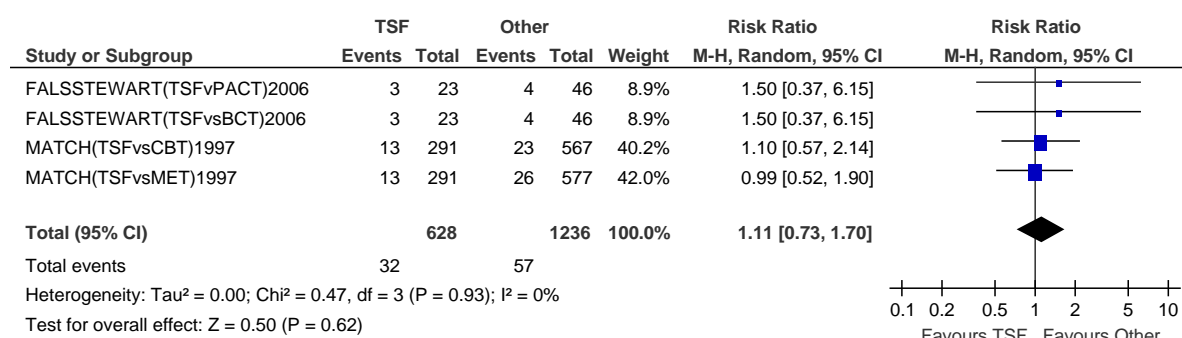 TSF Other Risk Ratio Risk Ratio
Study or Subgroup Events Total Events Total Weight M-H, Random, 95% CI M-H, Random, 95% CI
FALSSTEWART(TSFvPACT)2006 3 23 4 46 8.9% 1.50 [0.37, 6.15]
FALSSTEWART(TSFvsBCT)2006 3 23 4 46 8.9% 1.50 [0.37, 6.15]
MATCH(TSFvsCBT)1997 13 291 23 567 40.2% 1.10 [0.57, 2.14]
MATCH(TSFvsMET)1997 13 291 26 577 42.0% 0.99 [0.52, 1.90]
Total (95% CI) 628 1236 100.0% 1.11 [0.73, 1.70]
Total events 32 57
Heterogeneity: Tau² = 0.00; Chi² = 0.47, df = 3 (P = 0.93); I² = 0%
Test for overall effect: Z = 0.50 (P = 0.62)
0.1 0.2 0.5 1 2 5 10
Favours TSF Favours Other